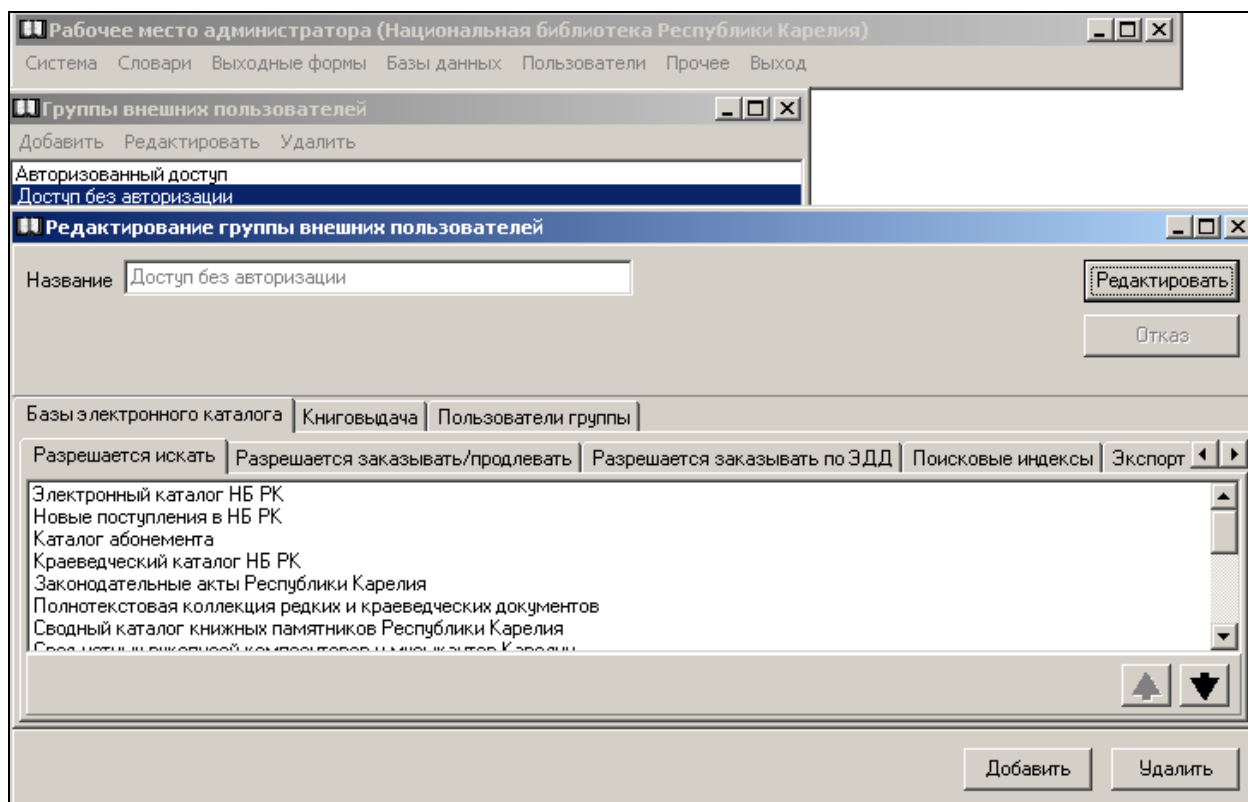 Рабочее место администратора (Национальная библиотека Республики Карелия)
Система Словари Выходные формы Базы данных Пользователи Прочее Выход
Группы внешних пользователей
Добавить Редактировать Удалить
Авторизованный доступ
Доступ без авторизации
Редактирование группы внешних пользователей
Название Доступ без авторизации
Редактировать
Отказ
Базы электронного каталога Книговыдача Пользователи группы
Разрешается искать Разрешается заказывать/продлевать Разрешается заказывать по ЭДД Поисковые индексы Экспорт
Электронный каталог НБ РК
Новые поступления в НБ РК
Каталог абонемента
Краеведческий каталог НБ РК
Законодательные акты Республики Карелия
Полнотекстовая коллекция редких и краеведческих документов
Сводный каталог книжных памятников Республики Карелия
Добавить Удалить